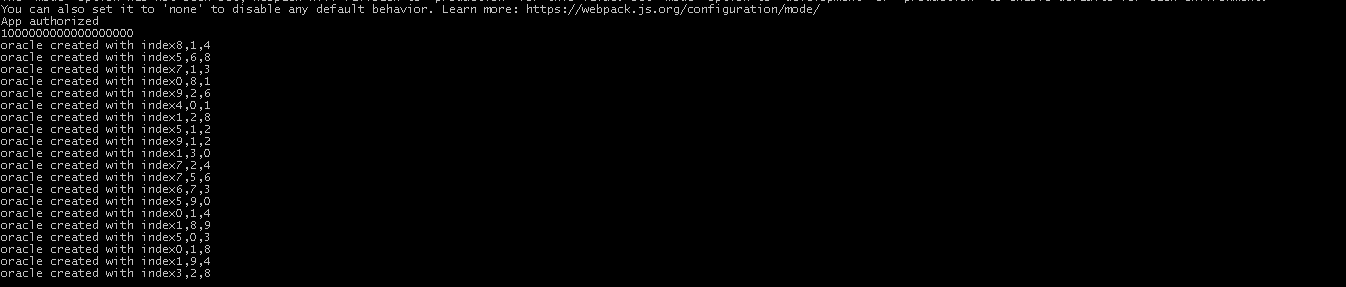 You can also set it to 'none' to disable any default behavior. Learn more: https://webpack.js.org/configuration/mode/
App authorized
1000000000000000000
oracle created with index8,1,4
oracle created with index5,6,8
oracle created with index7,1,3
oracle created with index0,8,1
oracle created with index9,2,6
oracle created with index4,0,1
oracle created with index1,2,8
oracle created with index5,1,2
oracle created with index9,1,2
oracle created with index1,3,0
oracle created with index7,2,4
oracle created with index7,5,6
oracle created with index6,7,3
oracle created with index5,9,0
oracle created with index0,1,4
oracle created with index1,8,9
oracle created with index5,0,3
oracle created with index0,1,8
oracle created with index1,9,4
oracle created with index3,2,8